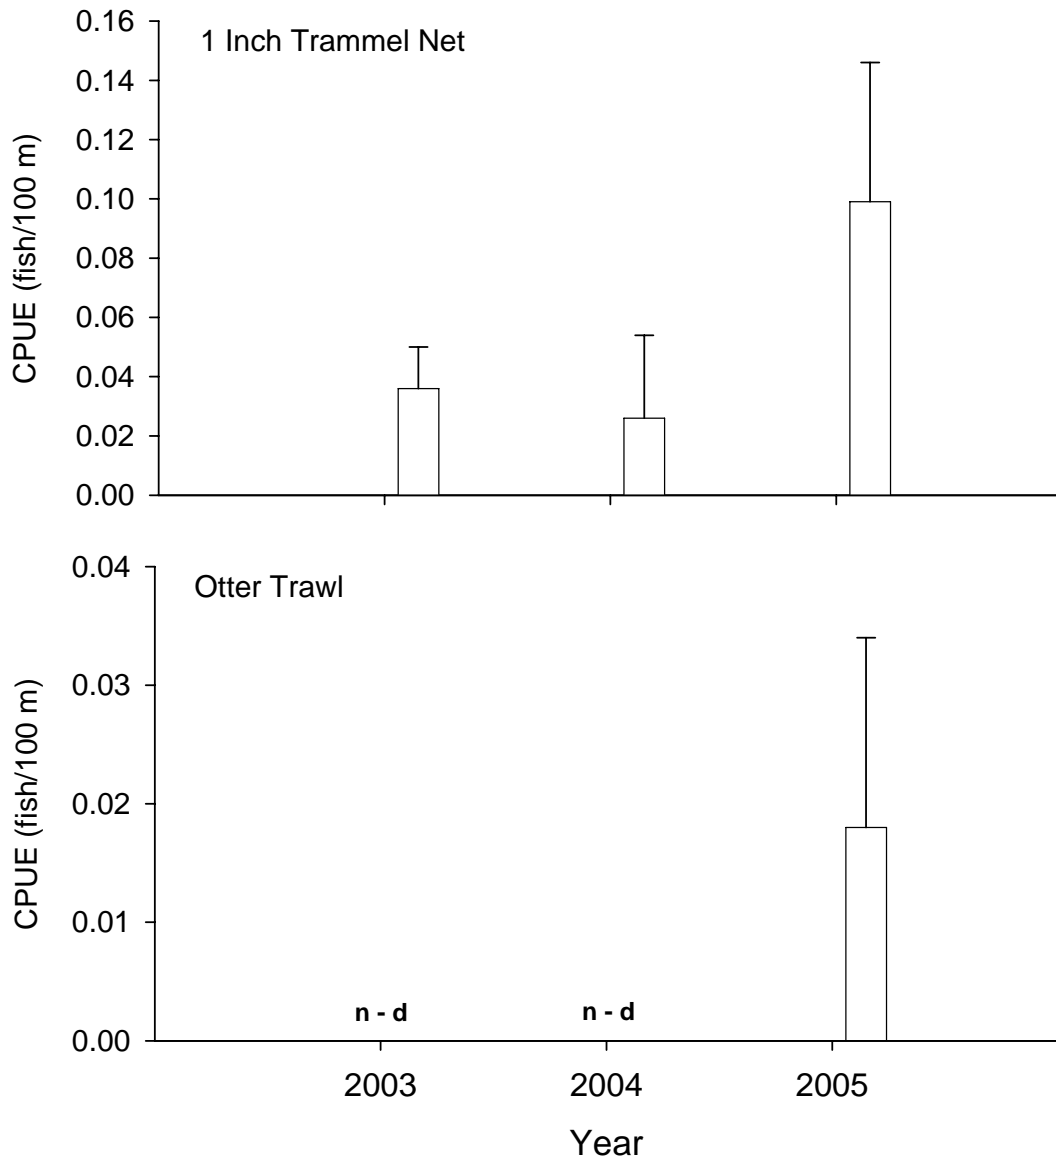 1 Inch Trammel Net
CPUE (fish/100 m)
0.16
0.14
0.12
0.10
0.08
0.06
0.04
0.02
0.00
Otter Trawl
CPUE (fish/100 m)
0.04
0.03
0.02
0.01
0.00
n - d n - d
2003 2004 2005
Year